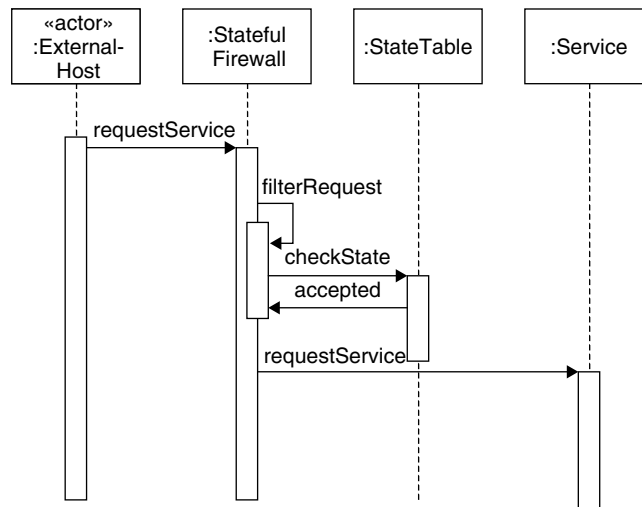 «actor»
:External-
Host
:Stateful
Firewall
:StateTable
:Service
requestService
filterRequest
checkState
accepted
requestService